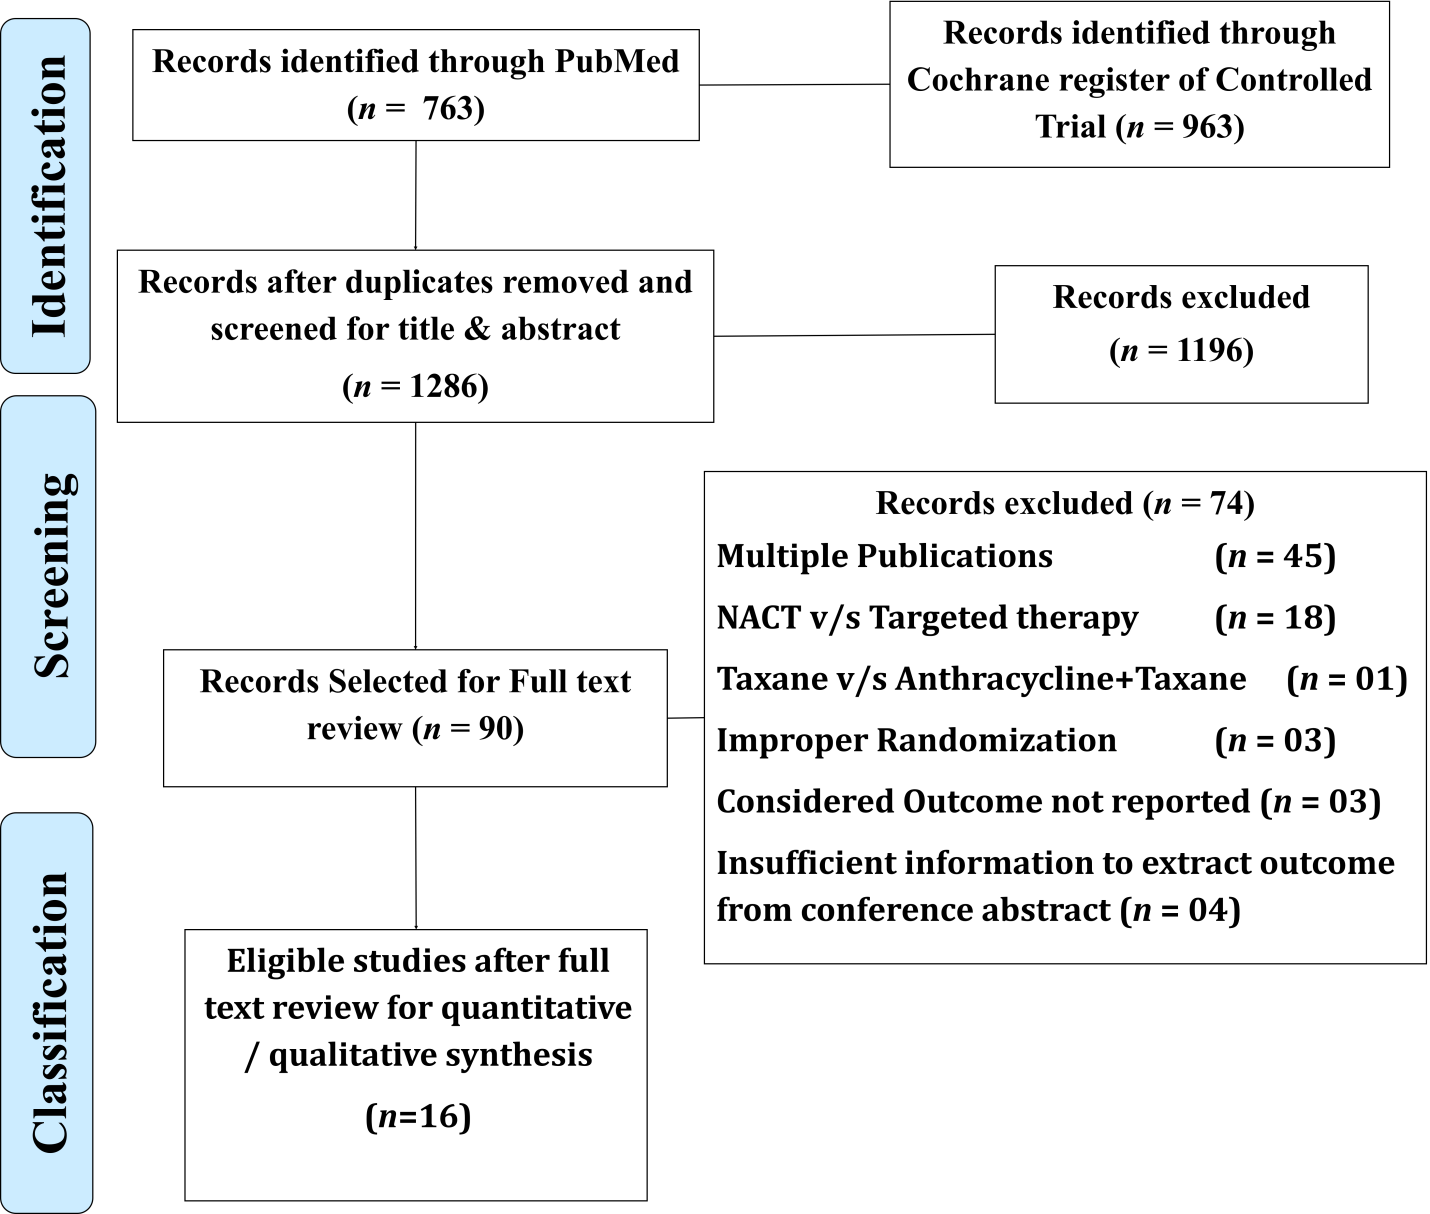 Identification
Records identified through PubMed
(n = 763)
Records identified through
Cochrane register of Controlled
Trial (n = 963)
Records after duplicates removed and
screened for title & abstract
(n = 1286)
Records excluded
(n = 1196)
Screening
Records Selected for Full text
review (n = 90)
Records excluded (n = 74)
Multiple Publications (n = 45)
NACT v/s Targeted therapy (n = 18)
Taxane v/s Anthracycline+Taxane (n = 01)
Improper Randomization (n = 03)
Considered Outcome not reported (n = 03)
Insufficient information to extract outcome
from conference abstract (n = 04)
Classification
Eligible studies after full
text review for quantitative
/ qualitative synthesis
(n=16)